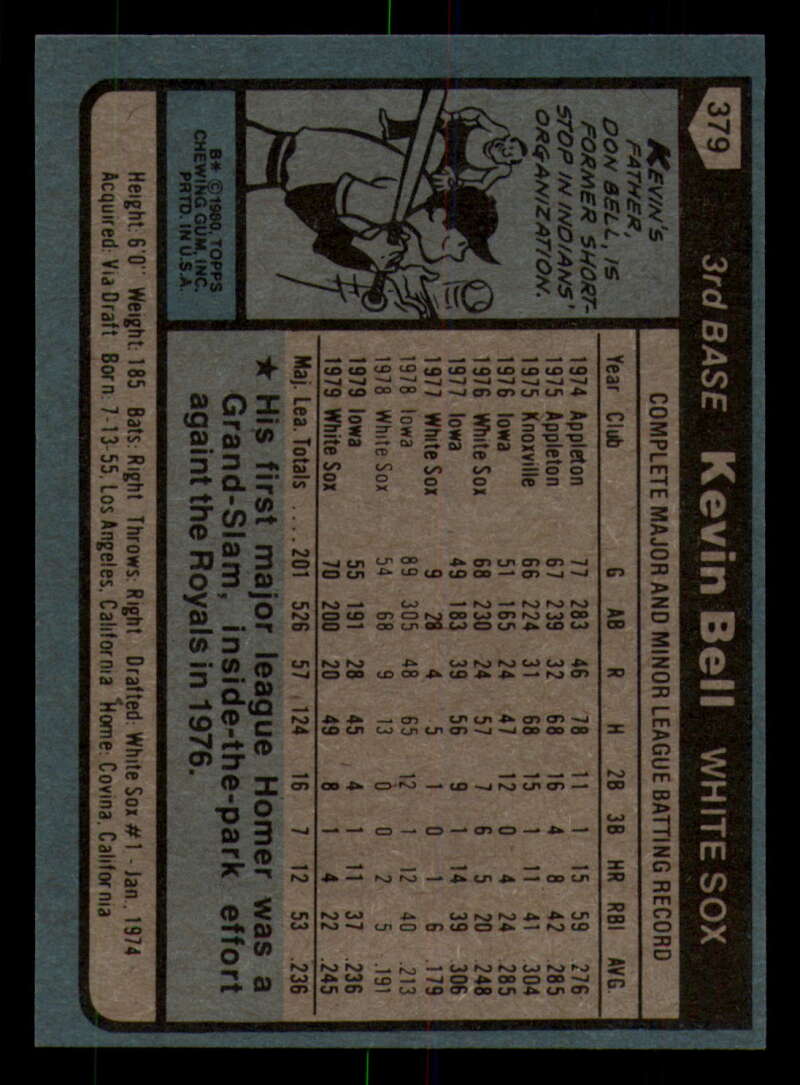 379 3rd BASE Kevin Bell WHITE SOX
KEVIN'S
FATHER,
DON BELL, IS
FORMER SHORT-
STOP IN INDIANS'
ORGANIZATION.
B* © 1980, TOPPS
CHEWING GUM, INC.
PRTD. IN U.S.A.
COMPLETE MAJOR AND MINOR LEAGUE BATTING RECORD
Year Club G AB R H 2B 3B HR RBI AVG.
1974 Appleton 77 283 46 78 11 1 15 59 .276
1975 Appleton 67 239 32 68 16 4 8 42 .285
1975 Knoxville 66 224 31 68 15 1 11 41 .304
1976 Iowa 51 165 24 47 12 0 4 24 .285
1976 White Sox 68 230 24 57 7 6 5 20 .248
1977 Iowa 49 183 39 56 9 1 14 39 .306
1977 White Sox 9 28 4 5 1 0 1 6 .179
1978 Iowa 89 305 48 65 12 1 12 40 .213
1978 White Sox 54 68 9 13 0 0 2 5 .191
1979 Iowa 55 191 28 45 4 1 11 37 .236
1979 White Sox 70 200 20 49 8 1 4 22 .245
Maj. Lea. Totals .... 201 526 57 124 16 7 12 53 .236
★ His first major league Homer was a
Grand-Slam, inside-the-park effort
againt the Royals in 1976.
Height: 6'0" Weight: 185 Bats: Right Throws: Right Drafted: White Sox #1 - Jan., 1974
Acquired: Via Draft Born: 7-13-55, Los Angeles, California Home: Covina, California